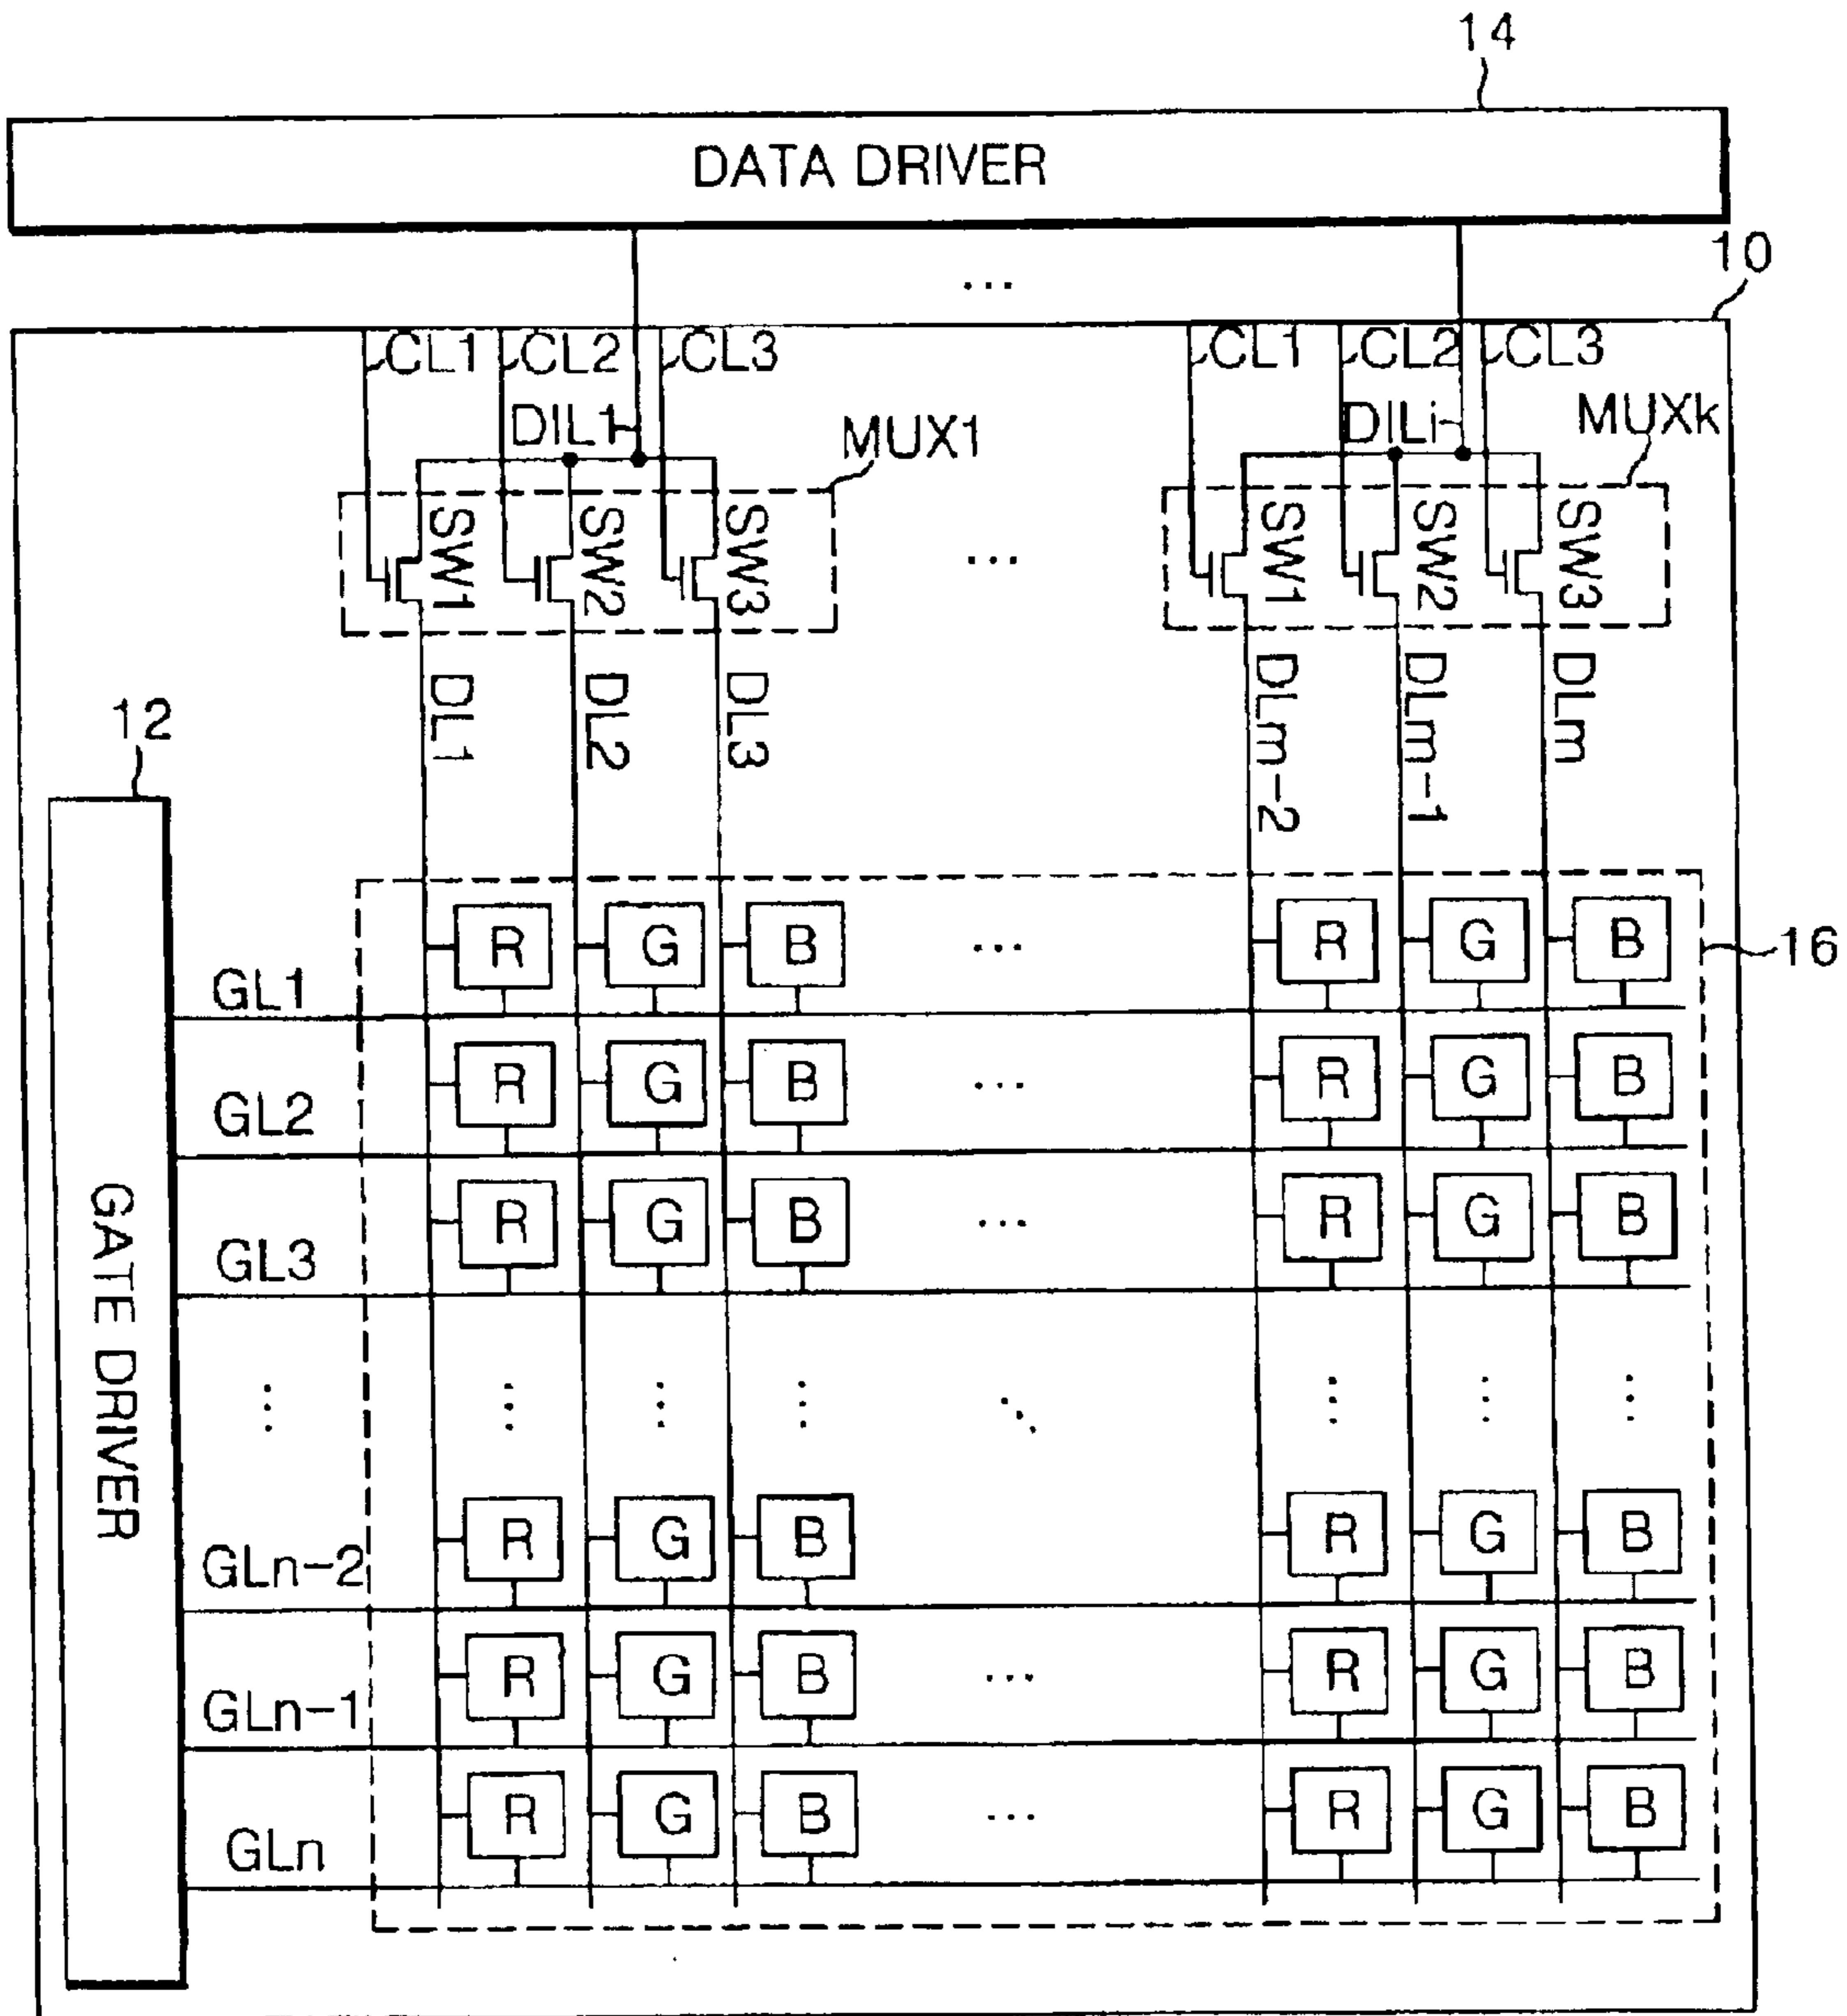 14
DATA DRIVER
10
...
CL1 CL2 CL3 CL1 CL2 CL3
DIL1 MUX1 DILi MUXk
SW1 SW2 SW3 ... SW1 SW2 SW3
DL1 DL2 DL3 DLm-2 DLm-1 DLm
12
GATE DRIVER
R G B ... R G B 16
GL1
R G B ... R G B
GL2
R G B ... R G B
GL3
R G B R G B
GLn-2
R G B ... R G B
GLn-1
R G B ... R G B
GLn